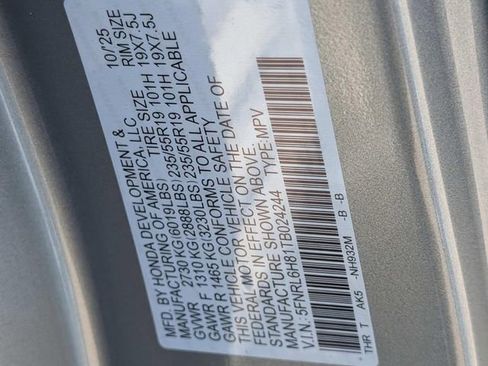 MFD. BY HONDA DEVELOPMENT & 10/'25
MANUFACTURING OF AMERICA, LLC
TIRE SIZE RIM SIZE
GVWR 2730 KG(6019LBS)
GAWR F 1310 KG(2888LBS) 235/55R19 101H 19X7.5J
GAWR R 1465 KG(3230LBS) 235/55R19 101H 19X7.5J
THIS VEHICLE CONFORMS TO ALL APPLICABLE
FEDERAL MOTOR VEHICLE SAFETY
STANDARDS IN EFFECT ON THE DATE OF
MANUFACTURE SHOWN ABOVE.
V.I.N.: 5FNRL6H81TB024244 TYPE:MPV
THR T AK5 -NH932M -B -B